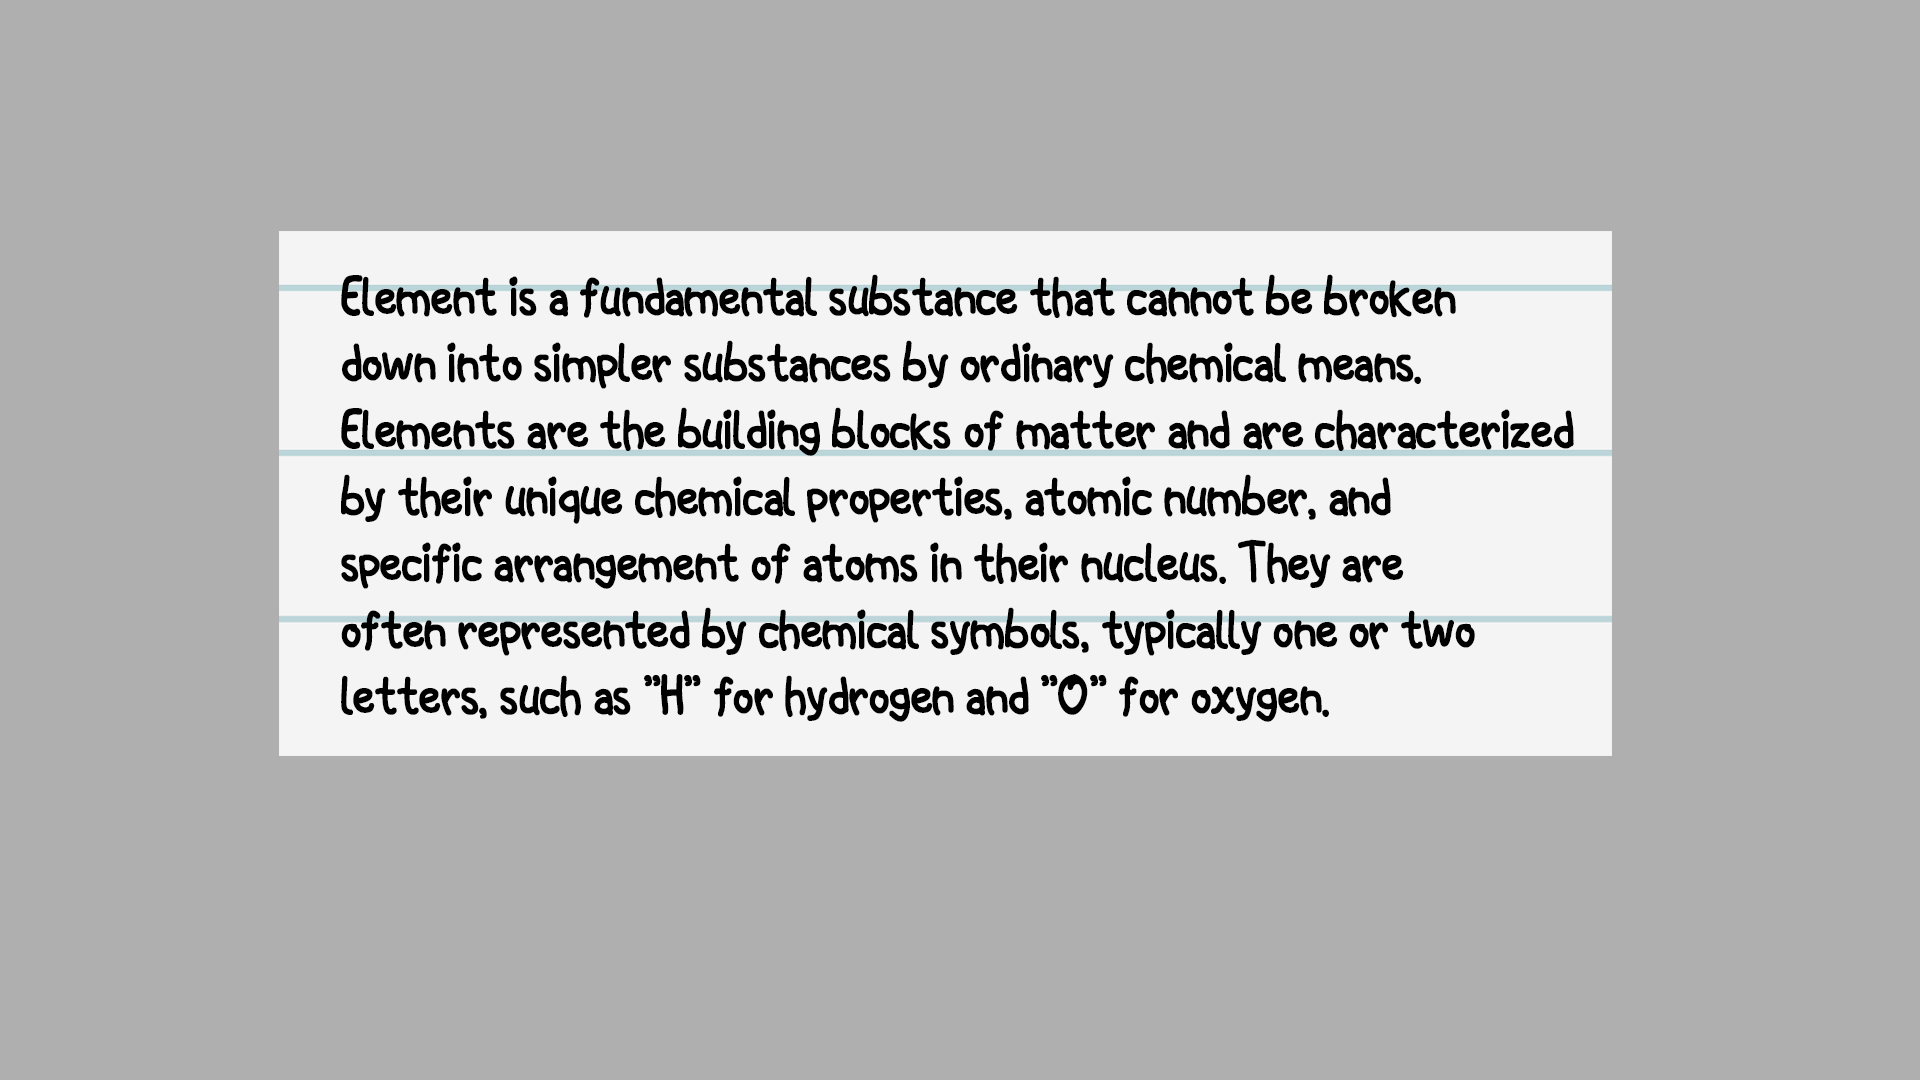 Element is a fundamental substance that cannot be broken
down into simpler substances by ordinary chemical means.
Elements are the building blocks of matter and are characterized
by their unique chemical properties, atomic number, and
specific arrangement of atoms in their nucleus. They are
often represented by chemical symbols, typically one or two
letters, such as ”H” for hydrogen and ”O” for oxygen.